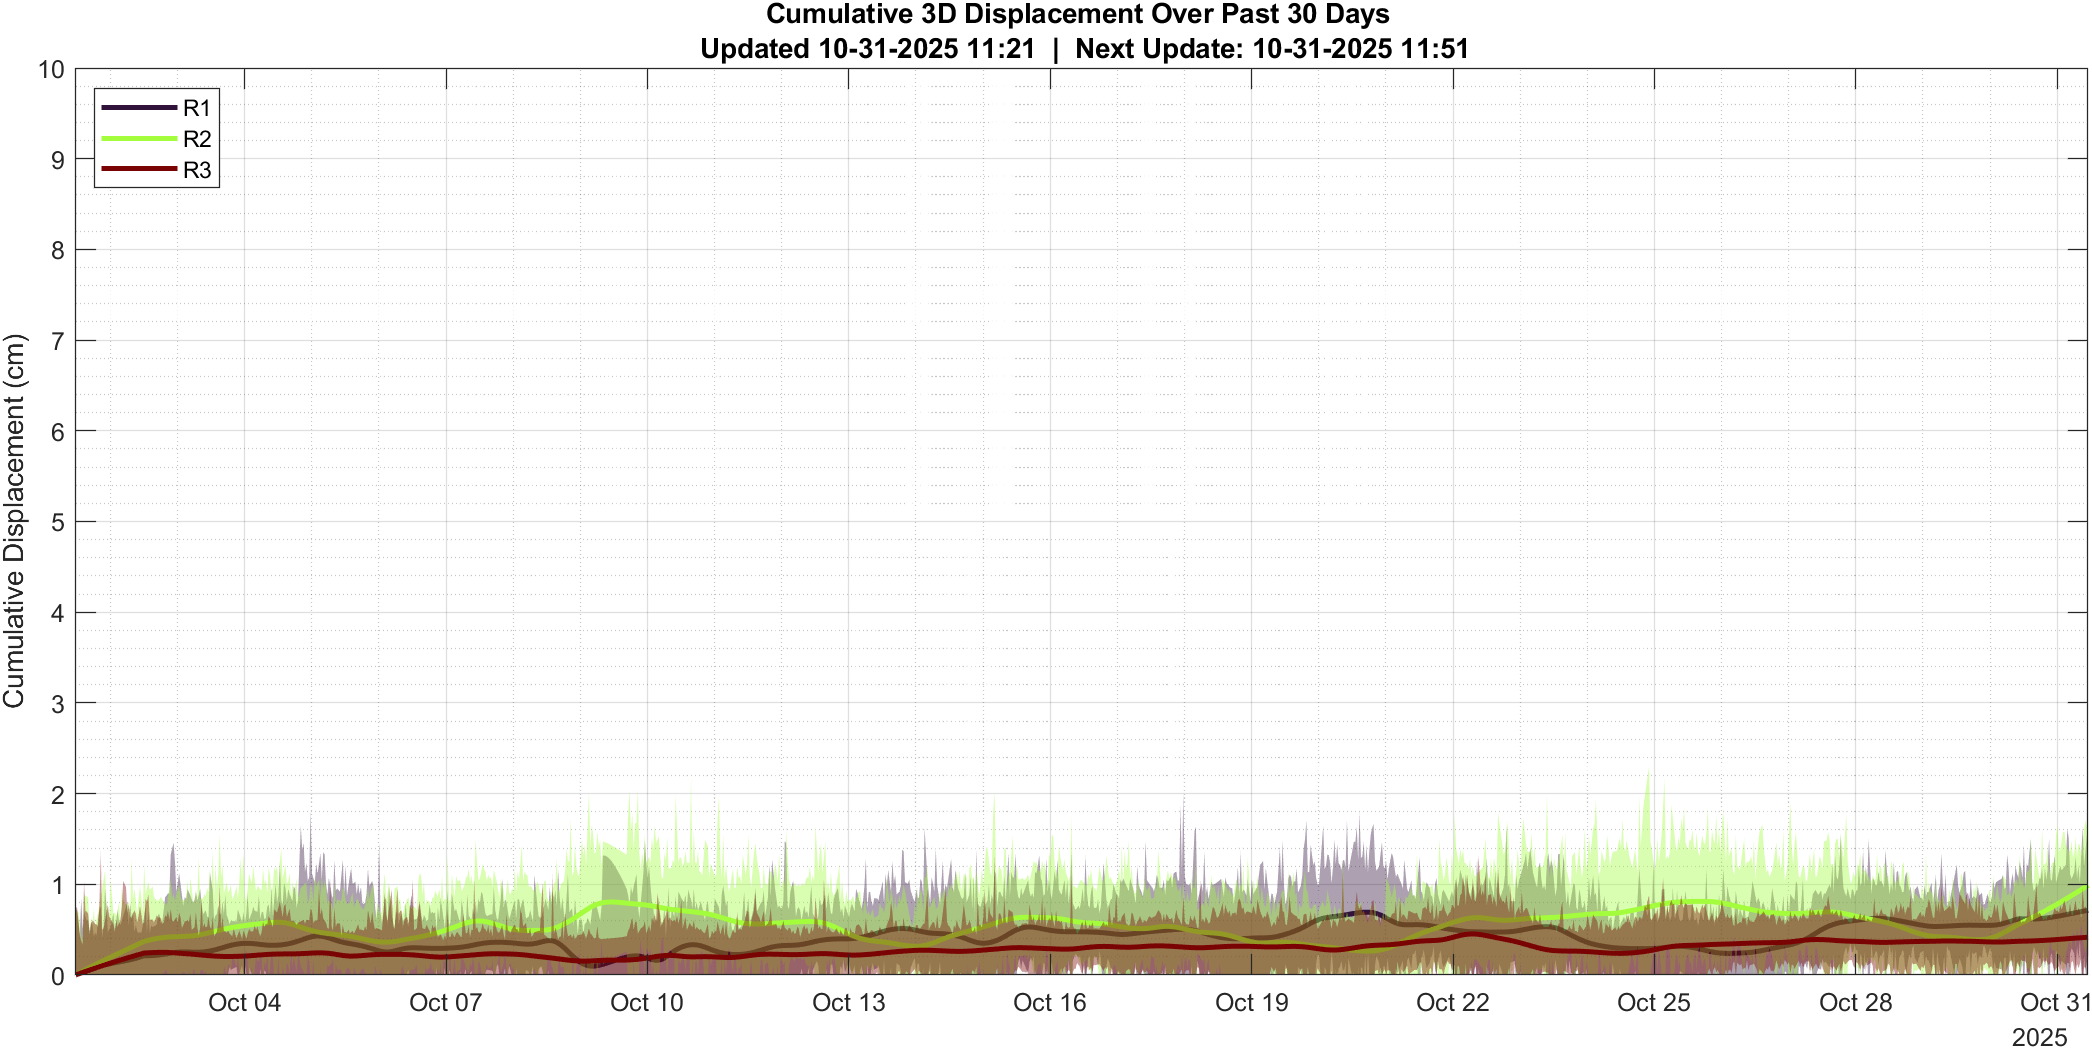 Cumulative 3D Displacement Over Past 30 Days
Updated 10-31-2025 11:21 | Next Update: 10-31-2025 11:51
R1
R2
R3
Cumulative Displacement (cm)
10
9
8
7
6
5
4
3
2
1
0
Oct 04 Oct 07 Oct 10 Oct 13 Oct 16 Oct 19 Oct 22 Oct 25 Oct 28 Oct 31
2025